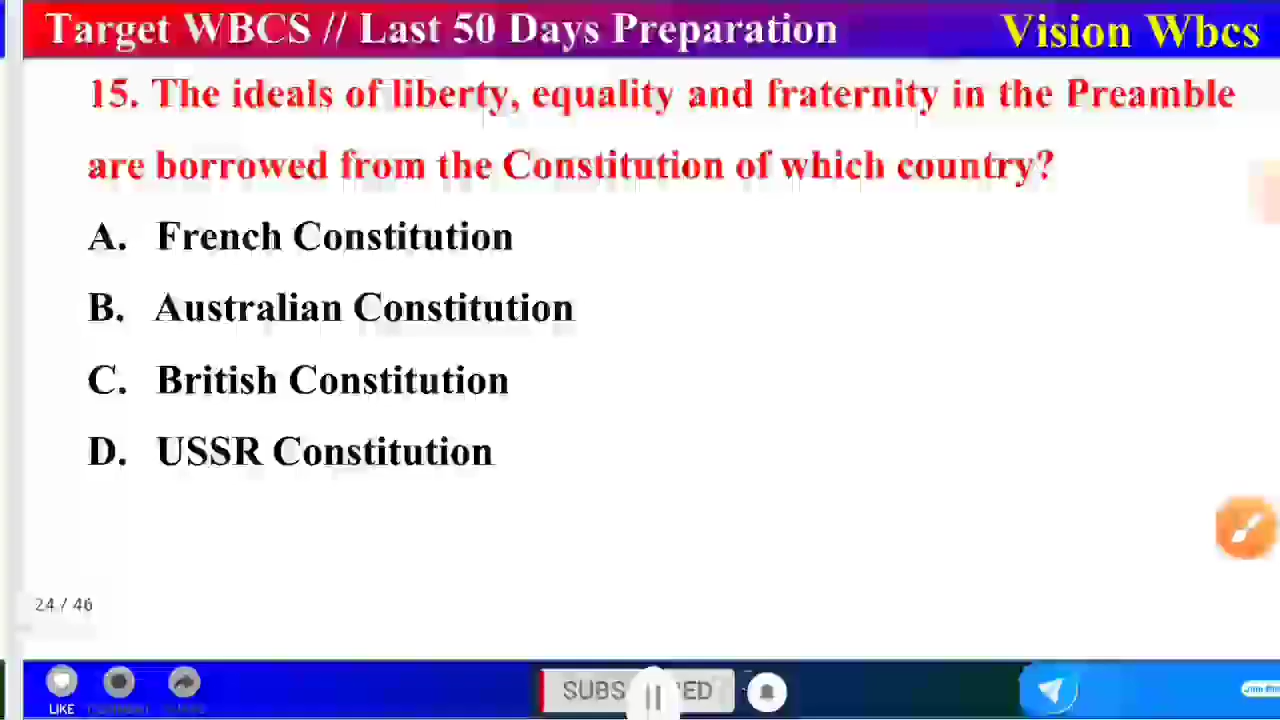 Target WBCS // Last 50 Days Preparation
Vision Wbcs
15. The ideals of liberty, equality and fraternity in the Preamble
are borrowed from the Constitution of which country?
A. French Constitution
B. Australian Constitution
C. British Constitution
D. USSR Constitution
24 / 46
LIKE